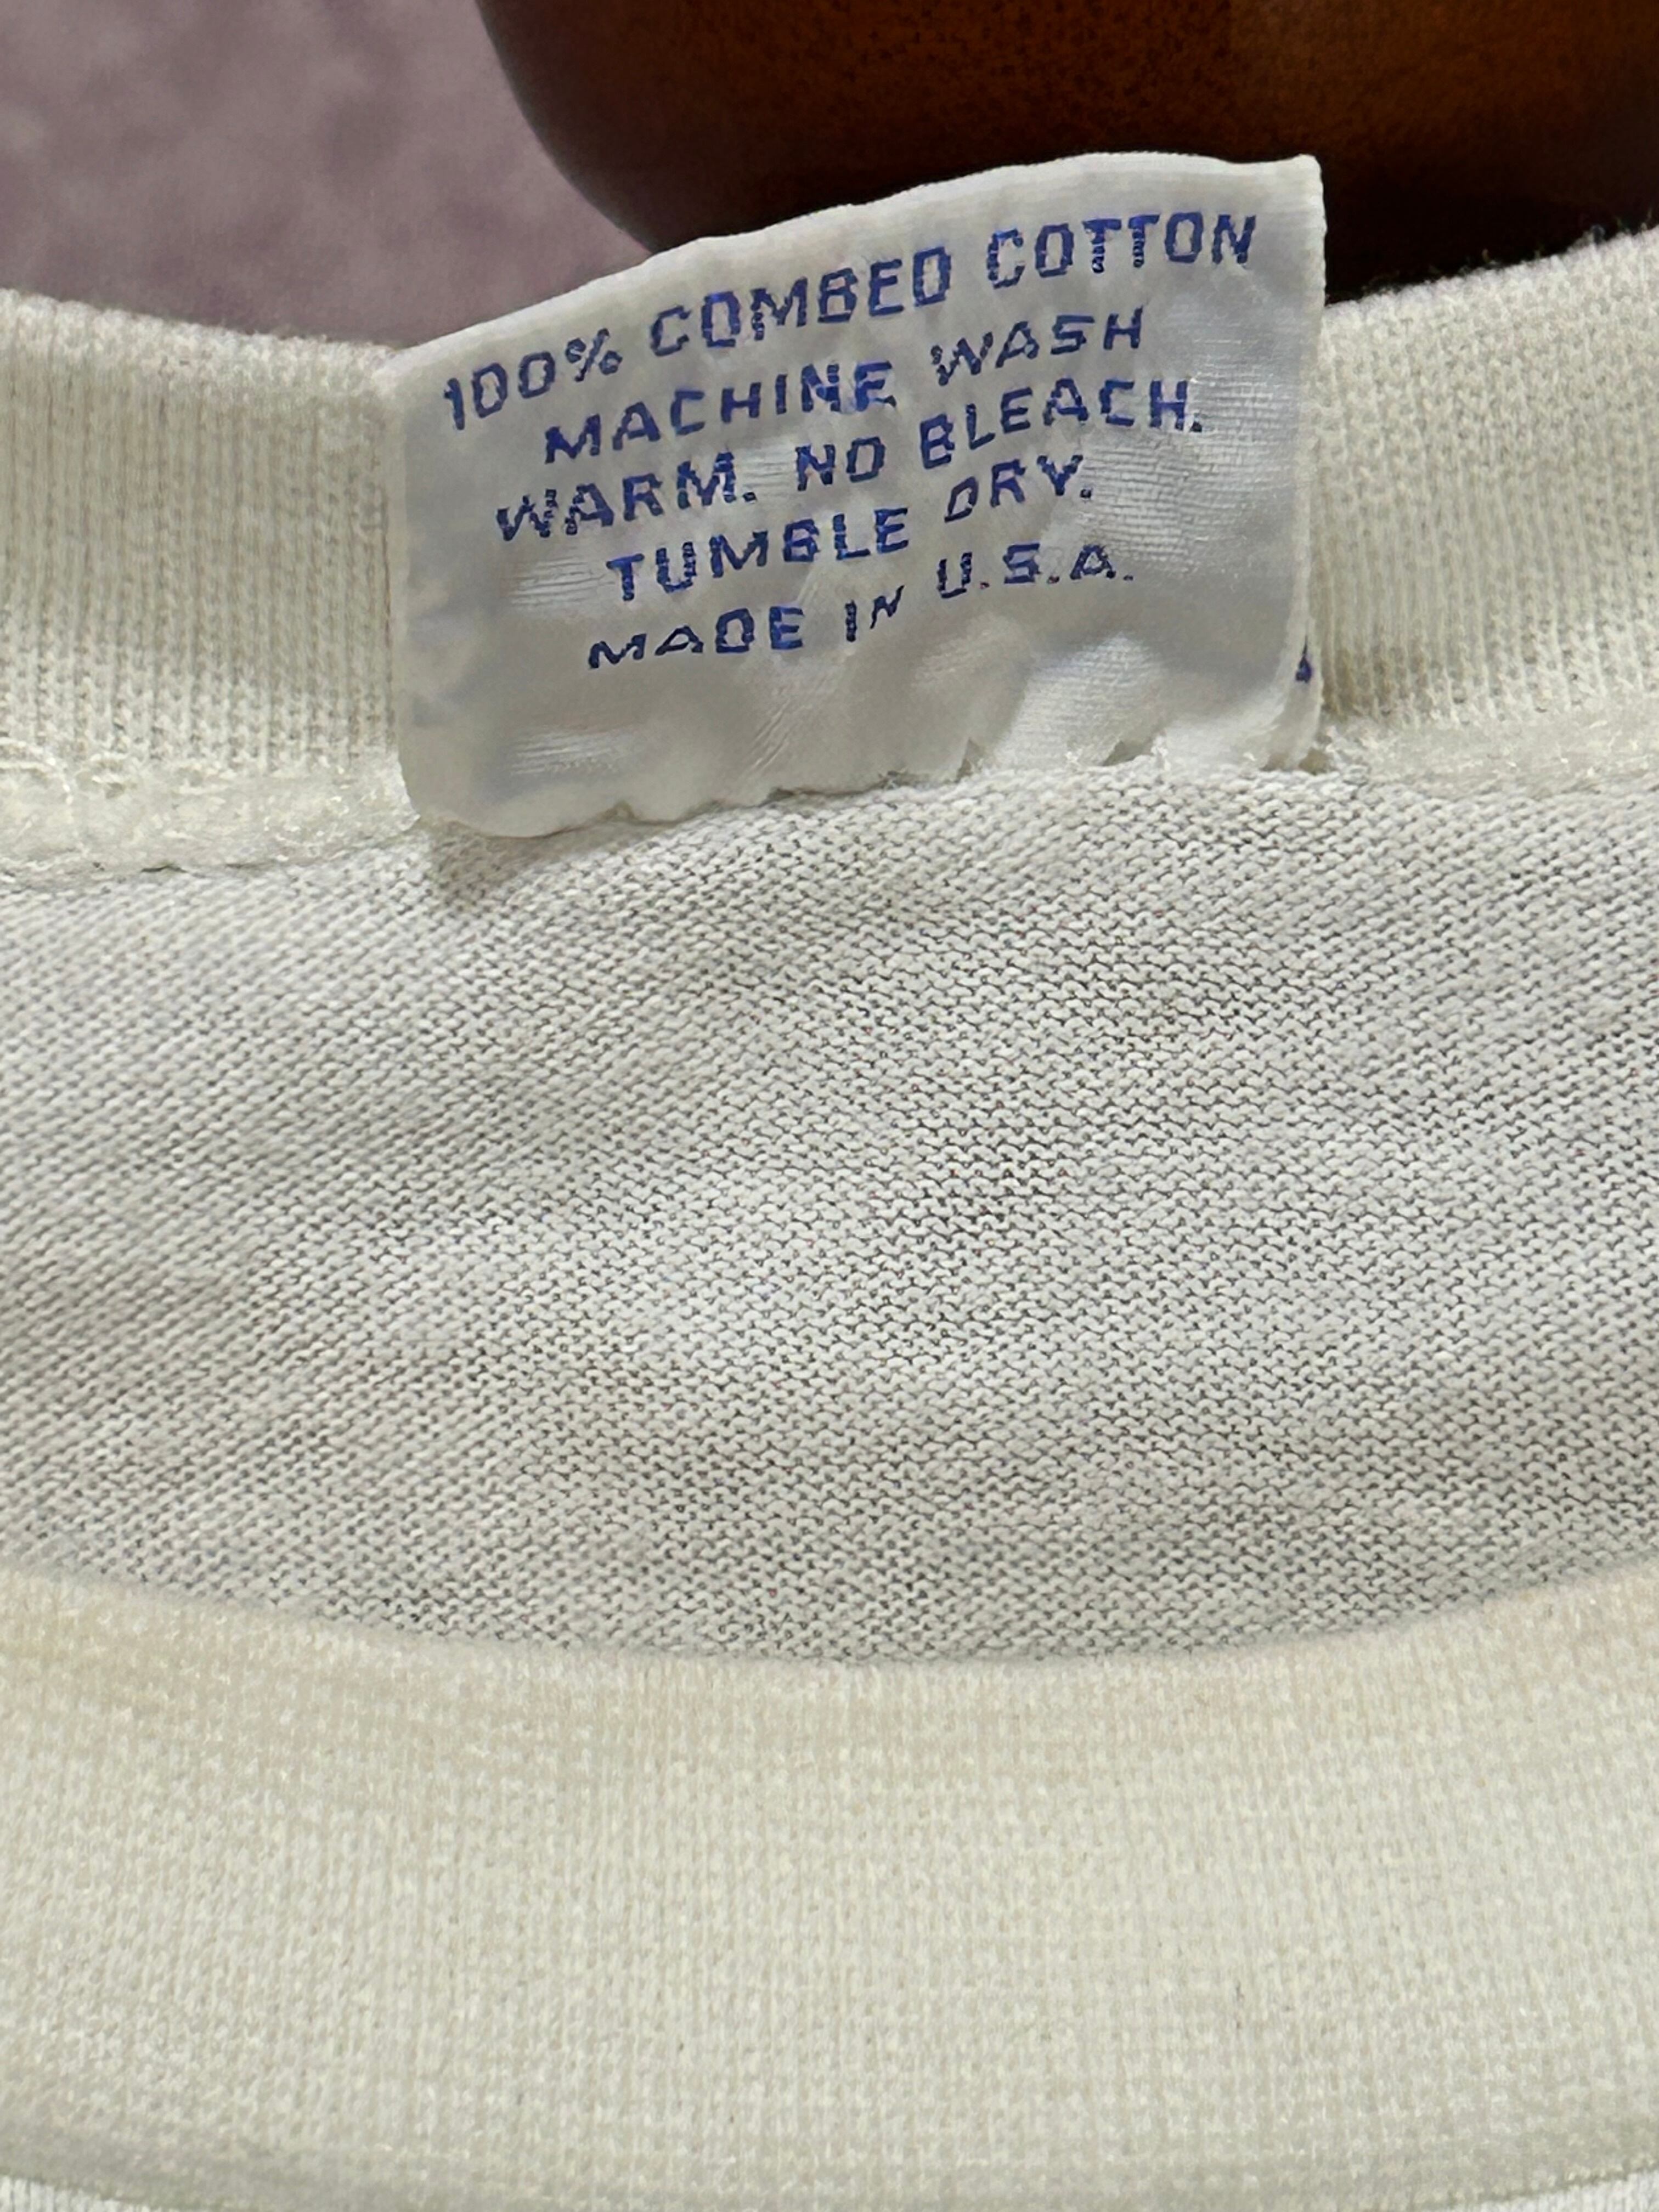 100% COMBED COTTON
MACHINE WASH
WARM. NO BLEACH.
TUMBLE DRY.
MADE IN U.S.A.